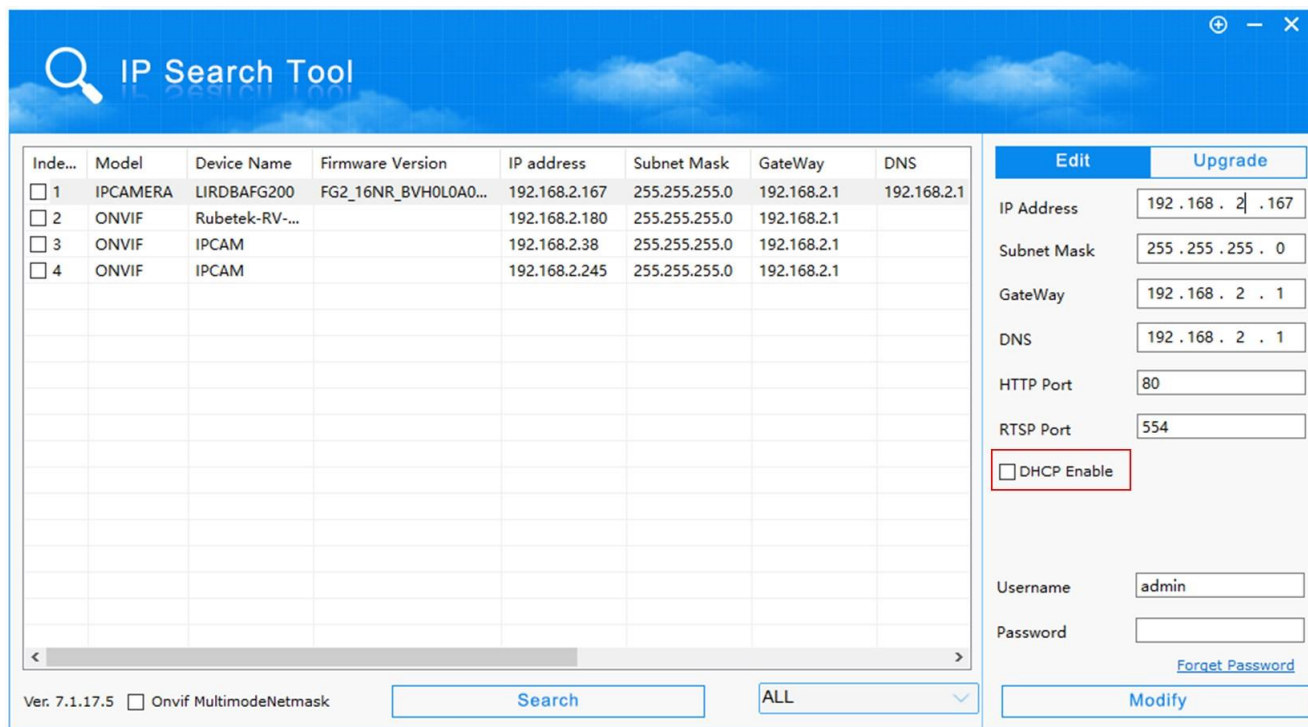 IP Search Tool
Inde... Model Device Name Firmware Version IP address Subnet Mask GateWay DNS
1 IPCAMERA LIRDBAFG200 FG2_16NR_BVH0L0A0... 192.168.2.167 255.255.255.0 192.168.2.1 192.168.2.1
2 ONVIF Rubetek-RV-... 192.168.2.180 255.255.255.0 192.168.2.1
3 ONVIF IPCAM 192.168.2.38 255.255.255.0 192.168.2.1
4 ONVIF IPCAM 192.168.2.245 255.255.255.0 192.168.2.1
Edit Upgrade
IP Address 192 . 168 . 2 . 167
Subnet Mask 255 . 255 . 255 . 0
GateWay 192 . 168 . 2 . 1
DNS 192 . 168 . 2 . 1
HTTP Port 80
RTSP Port 554
DHCP Enable
Username admin
Password
Forget Password
Ver. 7.1.17.5 Onvif MultimodeNetmask Search ALL Modify